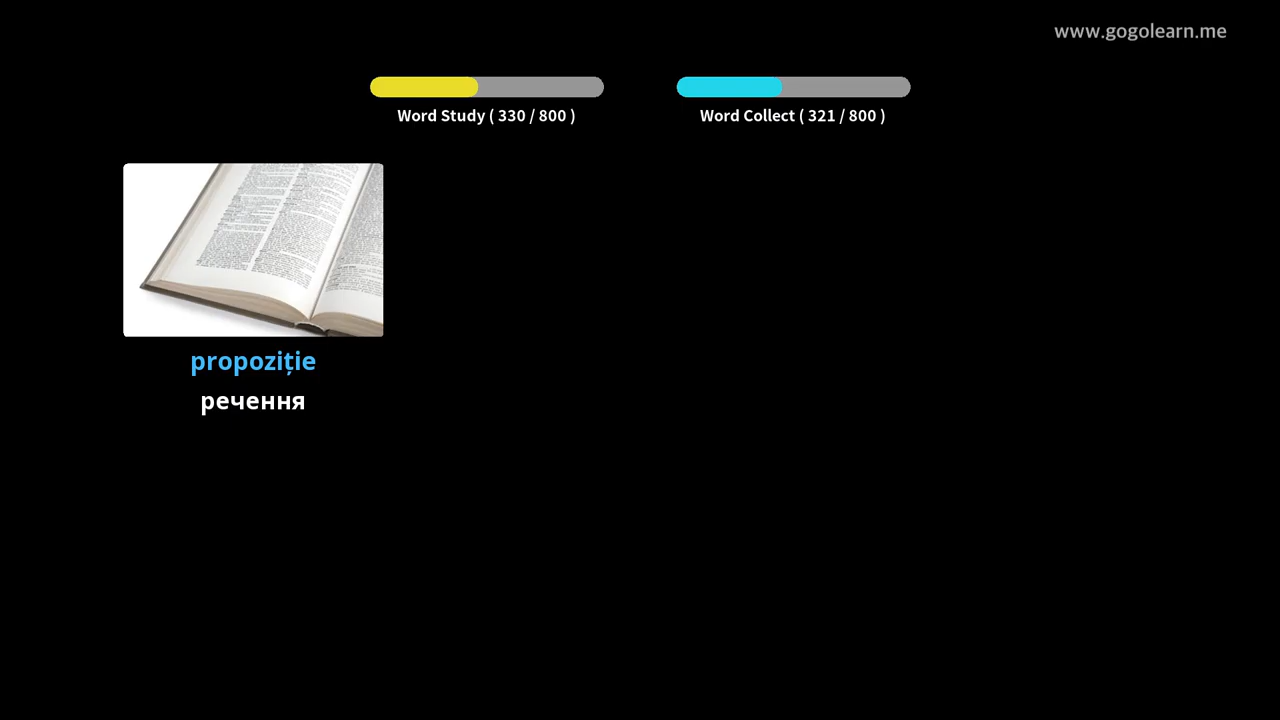 www.gogolearn.me
Word Study ( 330 / 800 )
Word Collect ( 321 / 800 )
propoziție
речення